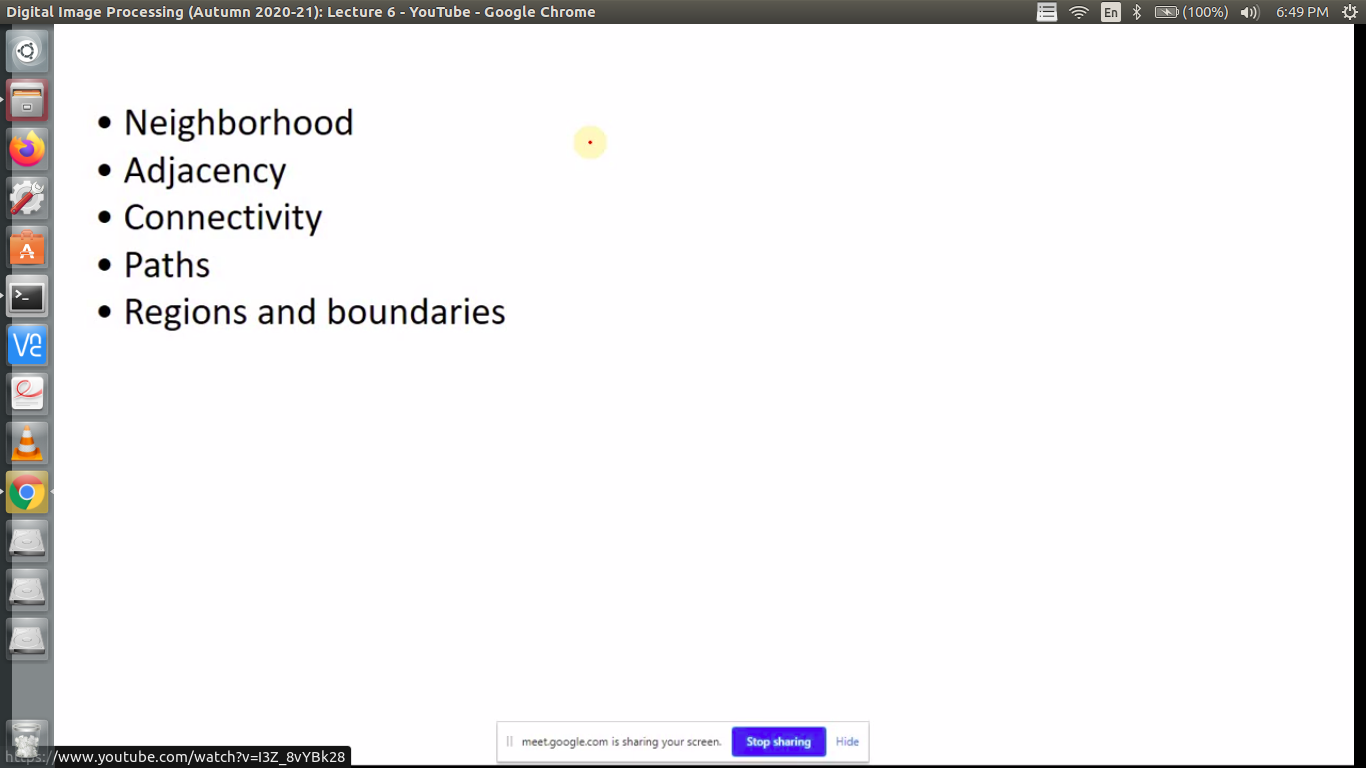 Digital Image Processing (Autumn 2020-21): Lecture 6 - YouTube - Google Chrome
En
(100%)
6:49 PM
• Neighborhood
• Adjacency
• Connectivity
• Paths
• Regions and boundaries
meet.google.com is sharing your screen. Stop sharing Hide
https://www.youtube.com/watch?v=I3Z_8vYBk28